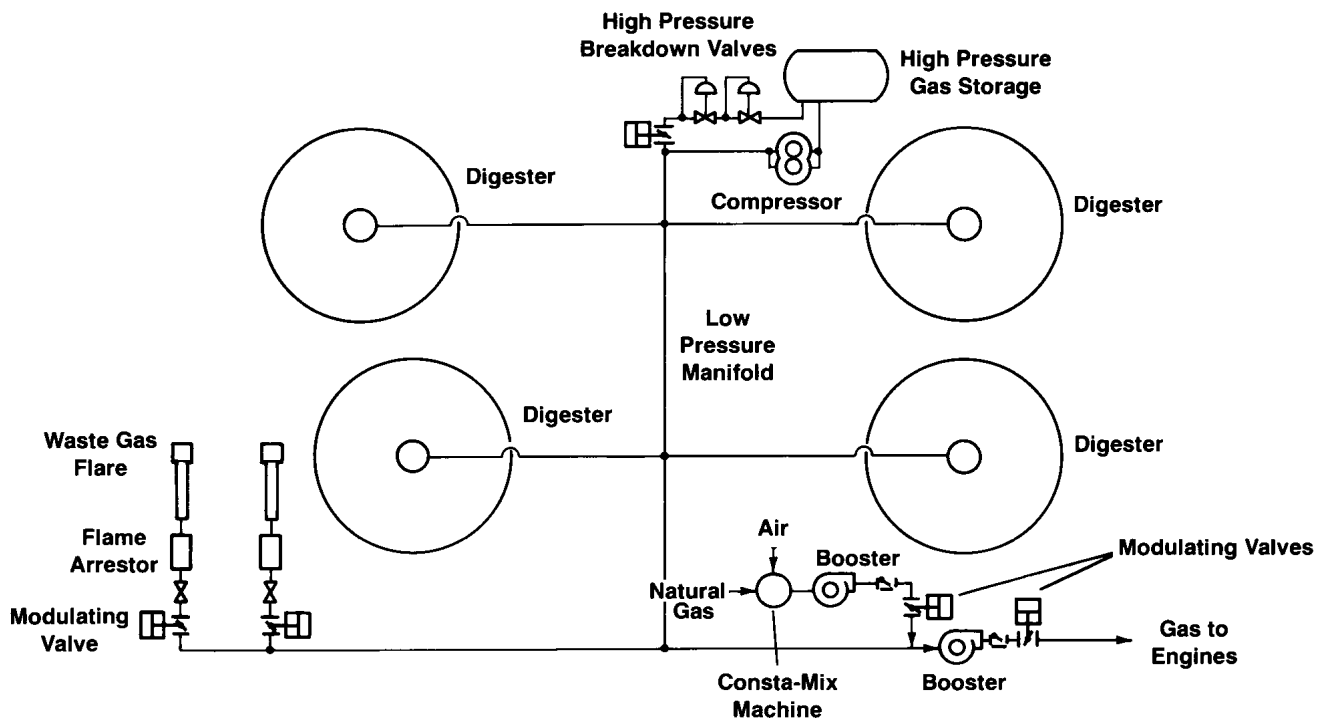 High Pressure
Breakdown Valves
High Pressure
Gas Storage
Digester
Compressor
Digester
Low
Pressure
Manifold
Digester
Digester
Waste Gas
Flare
Flame
Arrestor
Modulating
Valve
Air
Booster
Modulating Valves
Natural
Gas
Gas to
Engines
Consta-Mix
Machine
Booster